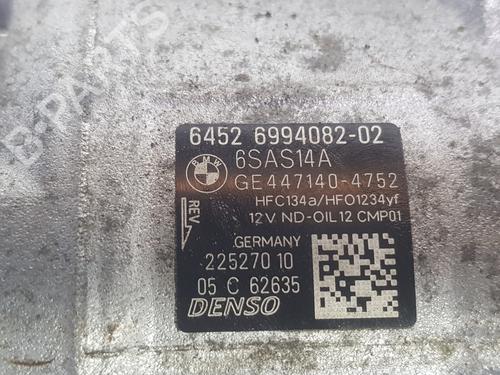 B-PARTS
6452 6994082-02
BMW
6SAS14A
GE447140-4752
HFC134a/HFO1234yf
REV.
12V ND-OIL12 CMP01
GERMANY
225270 10
05 C 62635
DENSO